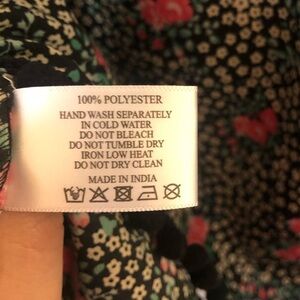 100% POLYESTER
HAND WASH SEPARATELY
IN COLD WATER
DO NOT BLEACH
DO NOT TUMBLE DRY
IRON LOW HEAT
DO NOT DRY CLEAN
MADE IN INDIA